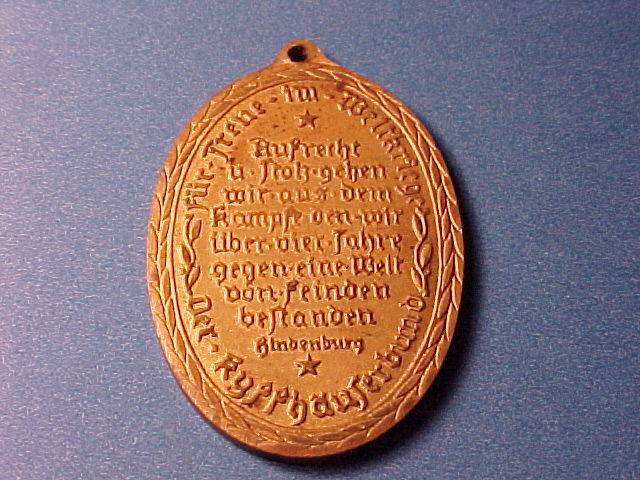 Für·Treue·im·Weltkriege
Aufrecht
u·stolz·gehen
wir·aus·dem
Kampfe den·wir
über·vier·Jahre
gegen·eine·Welt
von·Feinden
bestanden
Hindenburg
Der·Kyffhäuserbund